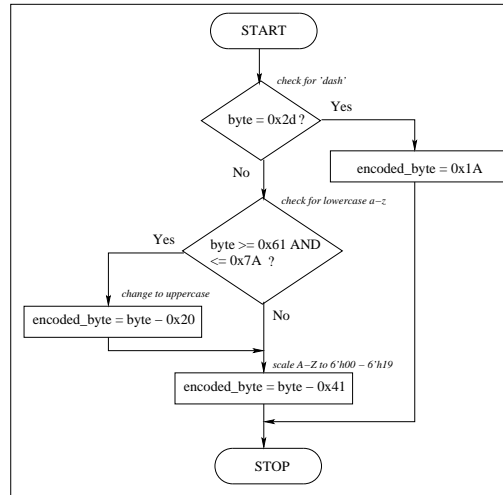 START
check for 'dash'
byte = 0x2d ?
Yes
encoded_byte = 0x1A
No
check for lowercase a−z
Yes
byte >= 0x61 AND
<= 0x7A ?
change to uppercase
encoded_byte = byte − 0x20
No
scale A−Z to 6'h00 − 6'h19
encoded_byte = byte − 0x41
STOP